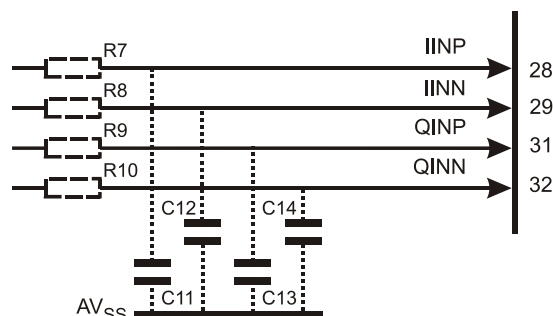 R7
IINP
28
R8
IINN
29
R9
QINP
31
R10
QINN
32
C12
C14
C11
C13
AVSS